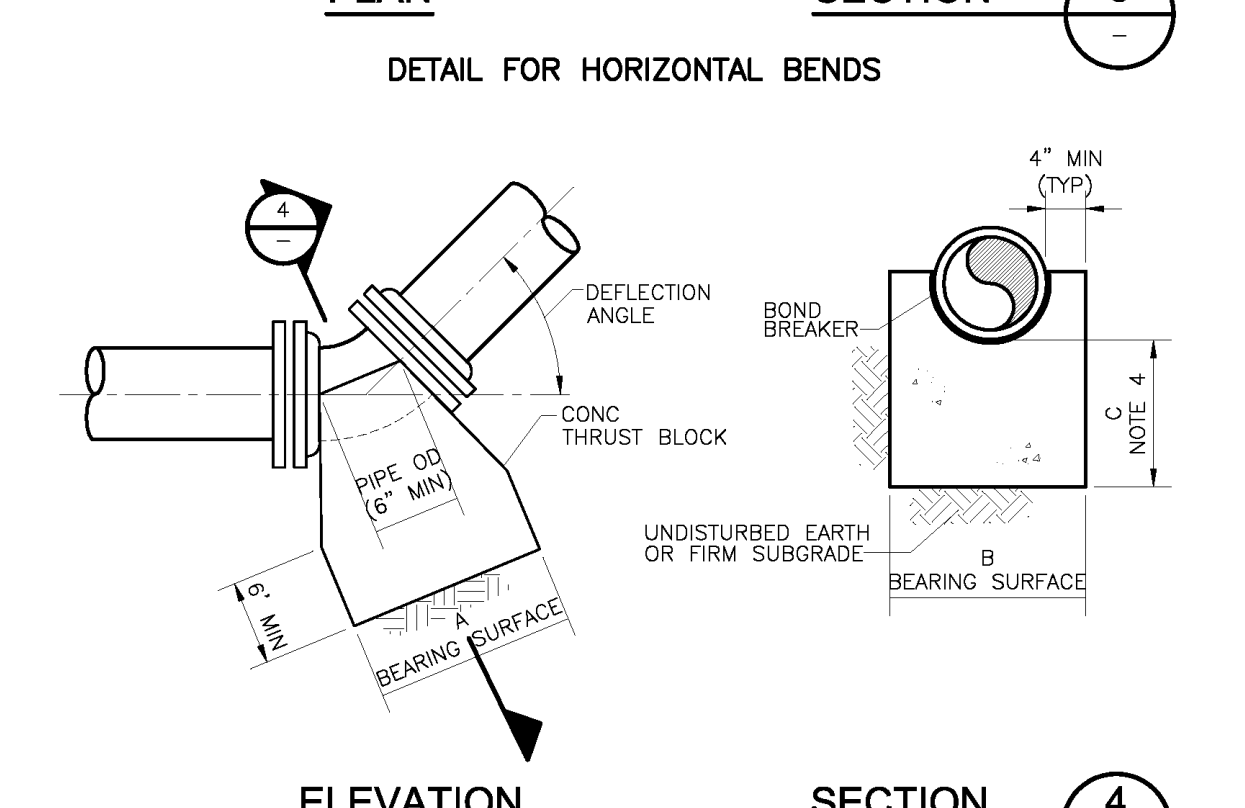 PLAN
SECTION
–
DETAIL FOR HORIZONTAL BENDS
4" MIN
(TYP)
4
–
DEFLECTION
ANGLE
BOND
BREAKER
CONC
THRUST BLOCK
C
NOTE 4
PIPE OD
(6" MIN)
UNDISTURBED EARTH
OR FIRM SUBGRADE
B
BEARING SURFACE
6' MIN
A
BEARING SURFACE
ELEVATION
SECTION
4